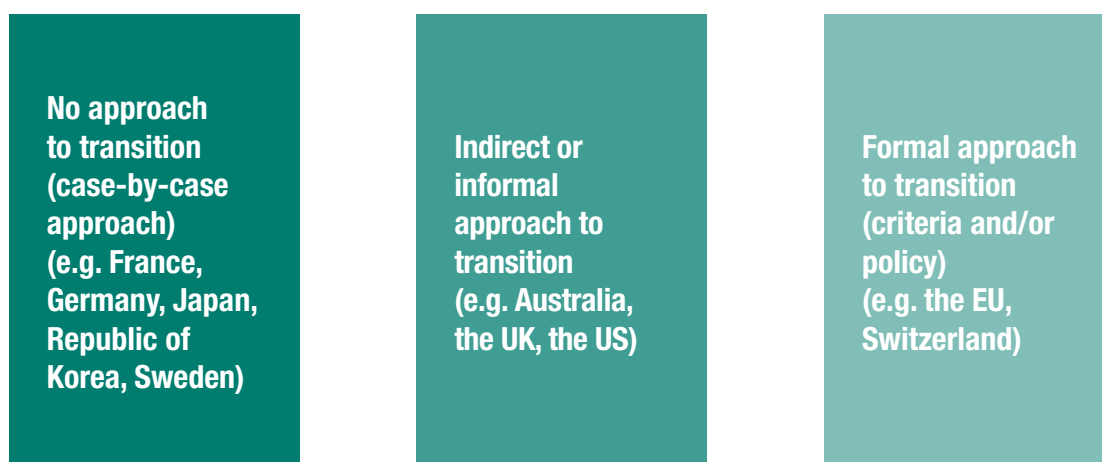 No approach
to transition
(case-by-case
approach)
(e.g. France,
Germany, Japan,
Republic of
Korea, Sweden)
Indirect or
informal
approach to
transition
(e.g. Australia,
the UK, the US)
Formal approach
to transition
(criteria and/or
policy)
(e.g. the EU,
Switzerland)